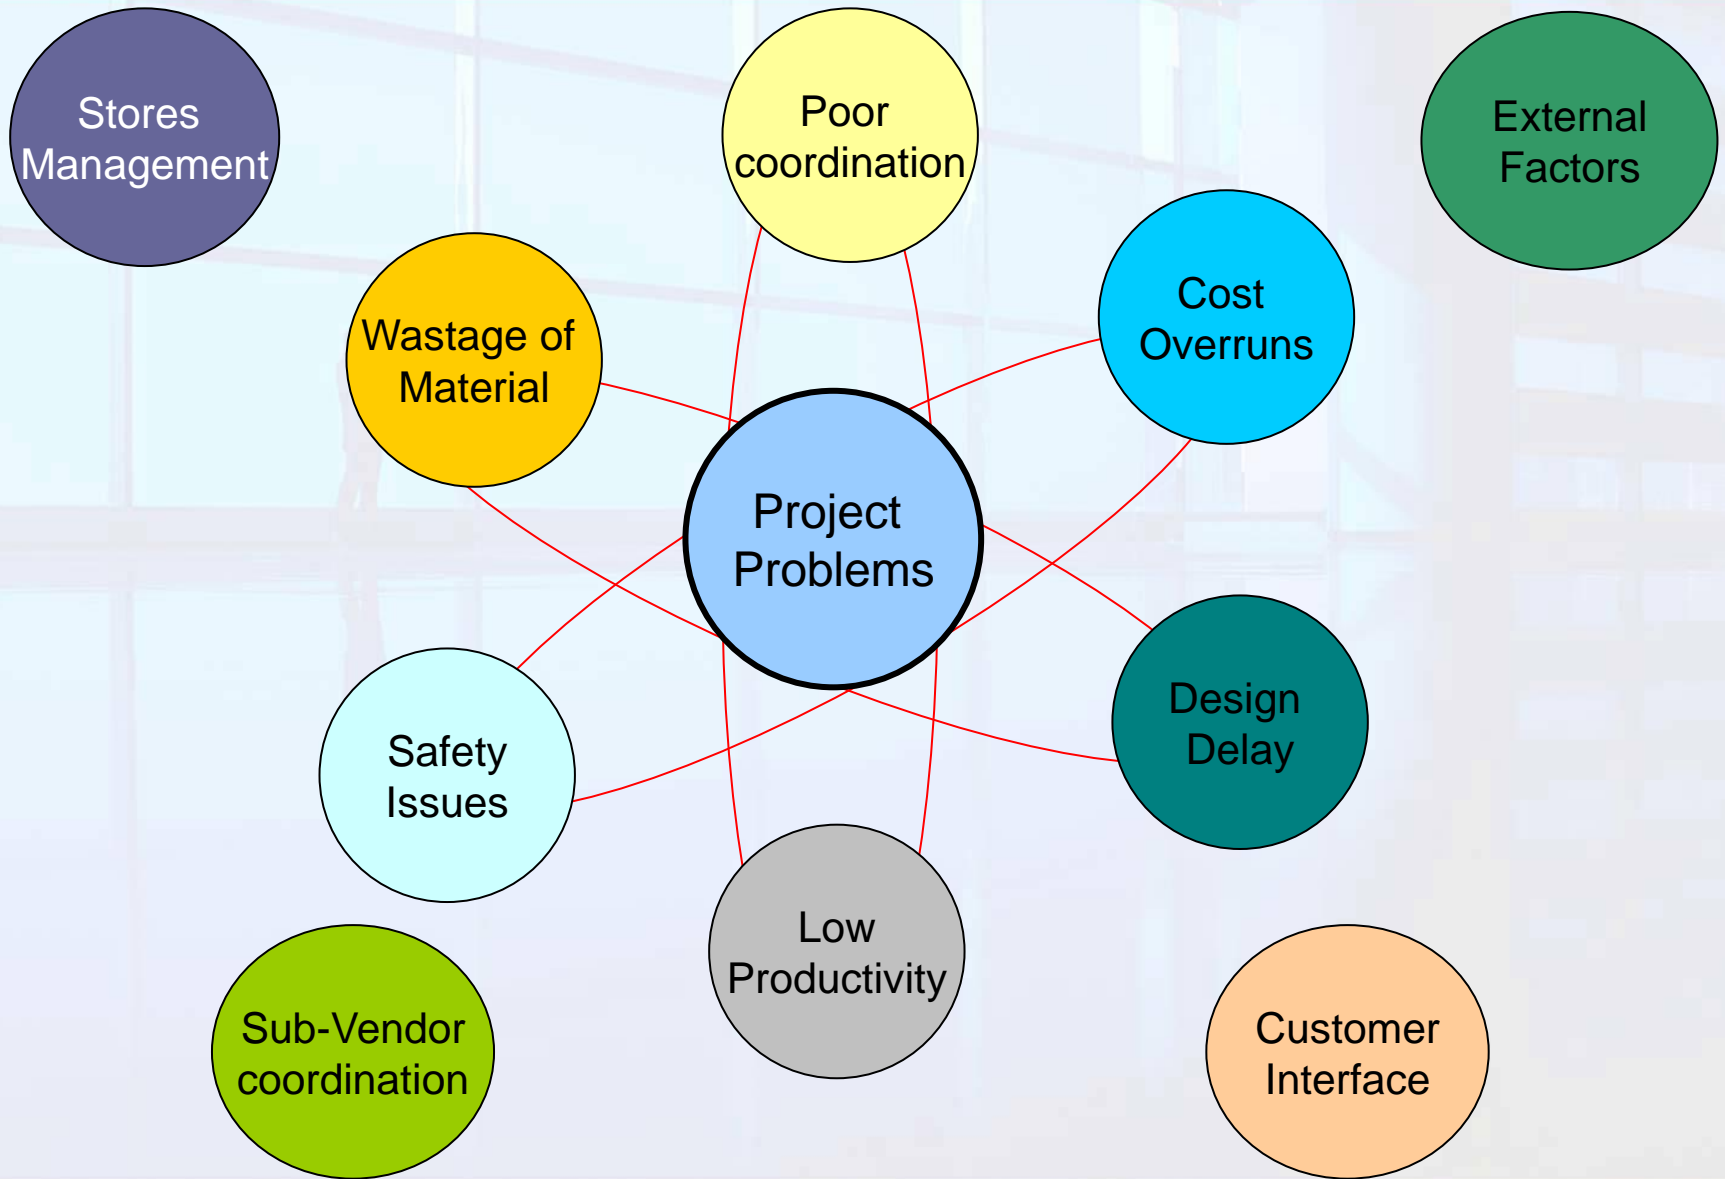 Stores
Management
Poor
coordination
External
Factors
Cost
Overruns
Wastage of
Material
Project
Problems
Design
Delay
Safety
Issues
Low
Productivity
Sub-Vendor
coordination
Customer
Interface